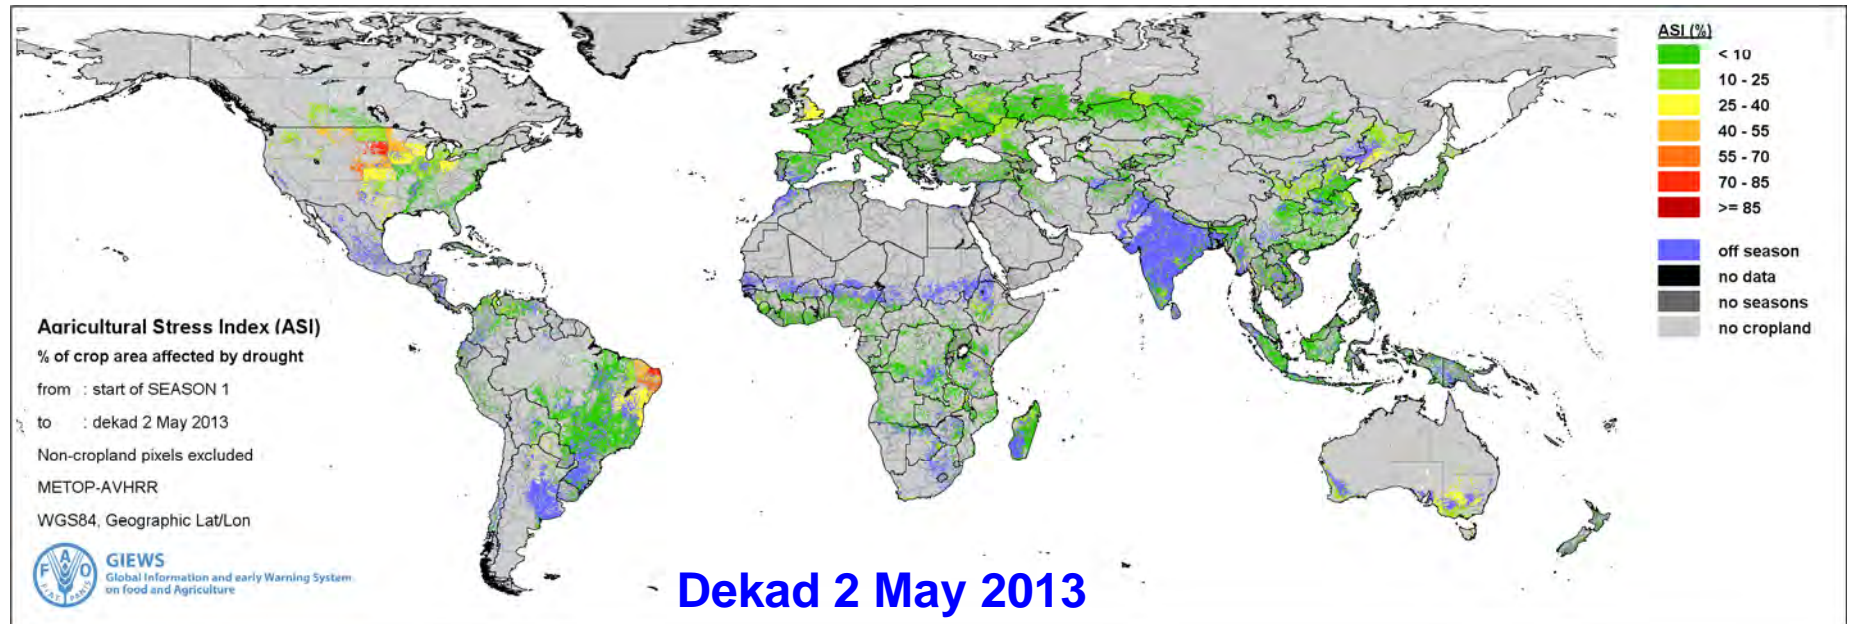 ASI (%)
< 10
10 - 25
25 - 40
40 - 55
55 - 70
70 - 85
>= 85
off season
no data
no seasons
no cropland
Agricultural Stress Index (ASI)
% of crop area affected by drought
from : start of SEASON 1
to : dekad 2 May 2013
Non-cropland pixels excluded
METOP-AVHRR
WGS84, Geographic Lat/Lon
F A O
FIAT PANIS
GIEWS
Global Information and early Warning System
on food and Agriculture
Dekad 2 May 2013